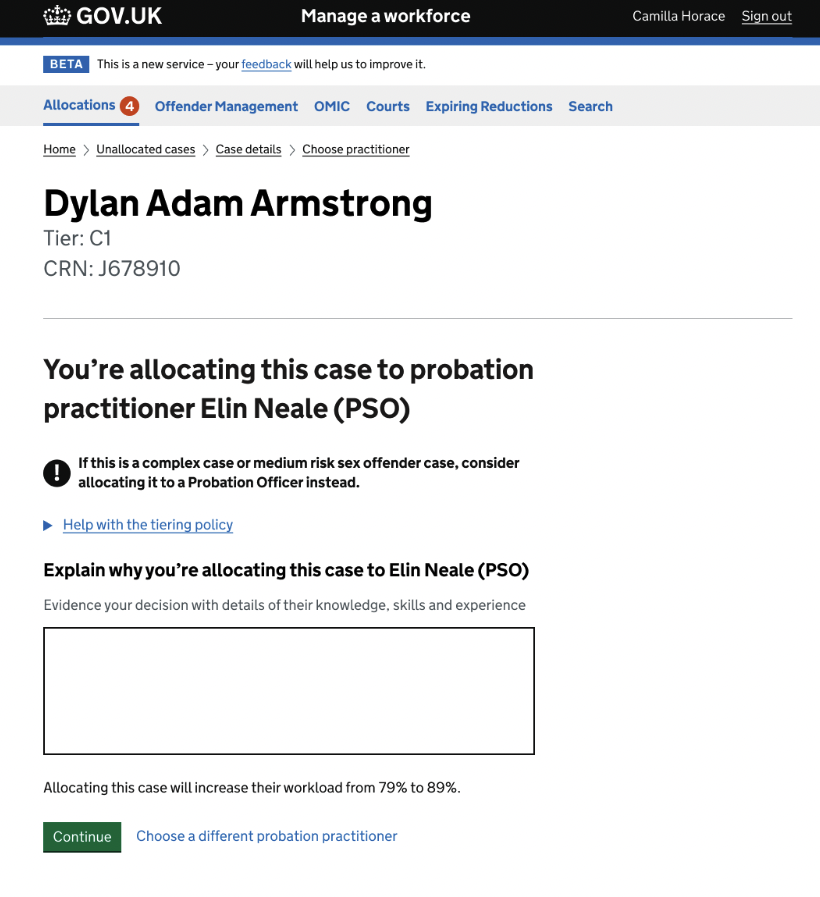 GOV.UK Manage a workforce Camilla Horace Sign out
BETA This is a new service – your feedback will help us to improve it.
Allocations 4 Offender Management OMIC Courts Expiring Reductions Search
Home > Unallocated cases > Case details > Choose practitioner
Dylan Adam Armstrong
Tier: C1
CRN: J678910
You’re allocating this case to probation
practitioner Elin Neale (PSO)
! If this is a complex case or medium risk sex offender case, consider
allocating it to a Probation Officer instead.
Help with the tiering policy
Explain why you’re allocating this case to Elin Neale (PSO)
Evidence your decision with details of their knowledge, skills and experience
Allocating this case will increase their workload from 79% to 89%.
Continue Choose a different probation practitioner